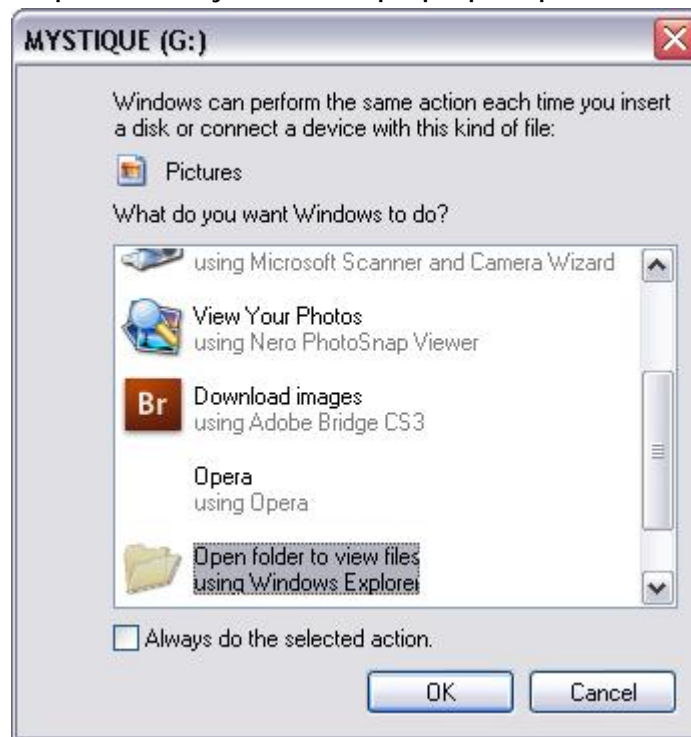 MYSTIQUE (G:)
Windows can perform the same action each time you insert
a disk or connect a device with this kind of file:
Pictures
What do you want Windows to do?
using Microsoft Scanner and Camera Wizard
View Your Photos
using Nero PhotoSnap Viewer
Br
Download images
using Adobe Bridge CS3
Opera
using Opera
Open folder to view files
using Windows Explorer
Always do the selected action.
OK
Cancel